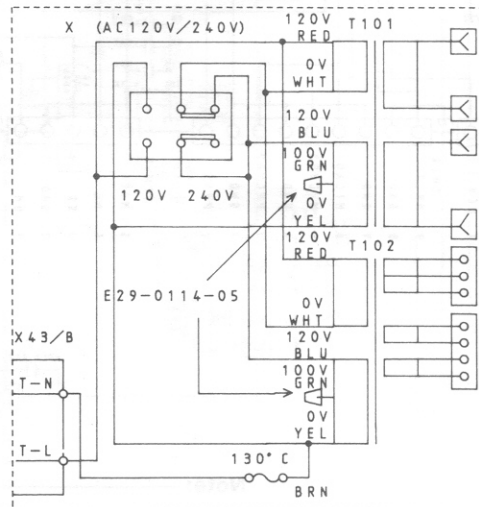 X (AC120V/240V)
120V
RED
T101
0V
WHT
120V
BLU
100V
GRN
0V
YEL
120V 240V
120V
RED
T102
E29-0114-05
0V
WHT
120V
BLU
100V
GRN
0V
YEL
X43/B
T-N
T-L
130°C
BRN